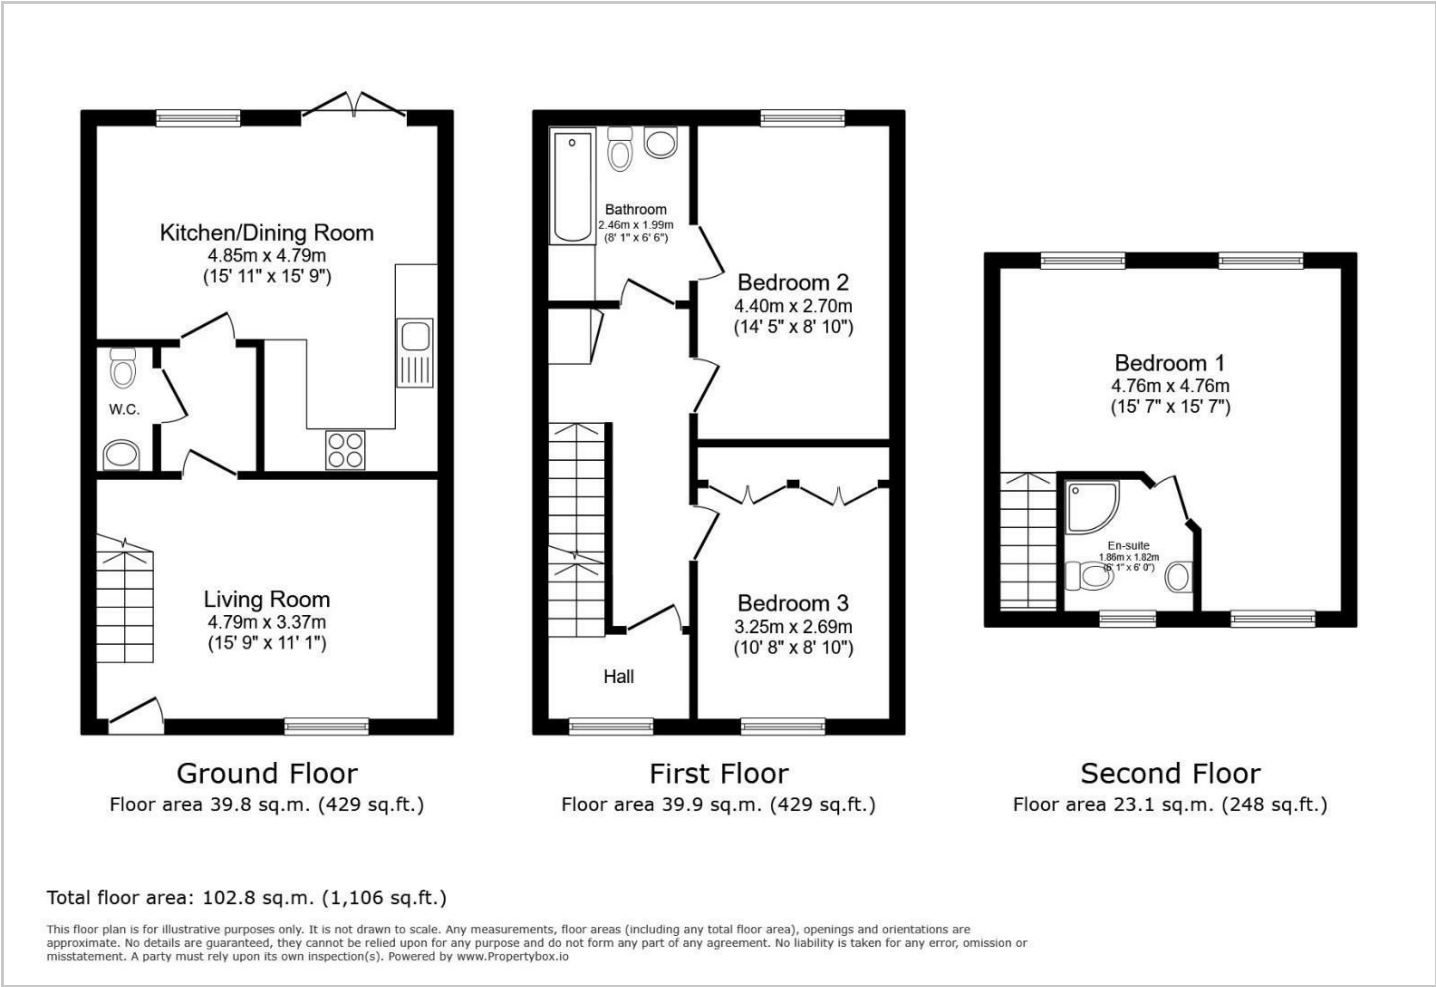 Kitchen/Dining Room
4.85m x 4.79m
(15' 11" x 15' 9")
W.C.
Living Room
4.79m x 3.37m
(15' 9" x 11' 1")
Ground Floor
Floor area 39.8 sq.m. (429 sq.ft.)
Bathroom
2.46m x 1.99m
(8' 1" x 6' 6")
Bedroom 2
4.40m x 2.70m
(14' 5" x 8' 10")
Bedroom 3
3.25m x 2.69m
(10' 8" x 8' 10")
Hall
First Floor
Floor area 39.9 sq.m. (429 sq.ft.)
Bedroom 1
4.76m x 4.76m
(15' 7" x 15' 7")
En-suite
1.86m x 1.82m
(6' 1" x 6' 0")
Second Floor
Floor area 23.1 sq.m. (248 sq.ft.)
Total floor area: 102.8 sq.m. (1,106 sq.ft.)
This floor plan is for illustrative purposes only. It is not drawn to scale. Any measurements, floor areas (including any total floor area), openings and orientations are
approximate. No details are guaranteed, they cannot be relied upon for any purpose and do not form any part of any agreement. No liability is taken for any error, omission or
misstatement. A party must rely upon its own inspection(s). Powered by www.Propertybox.io